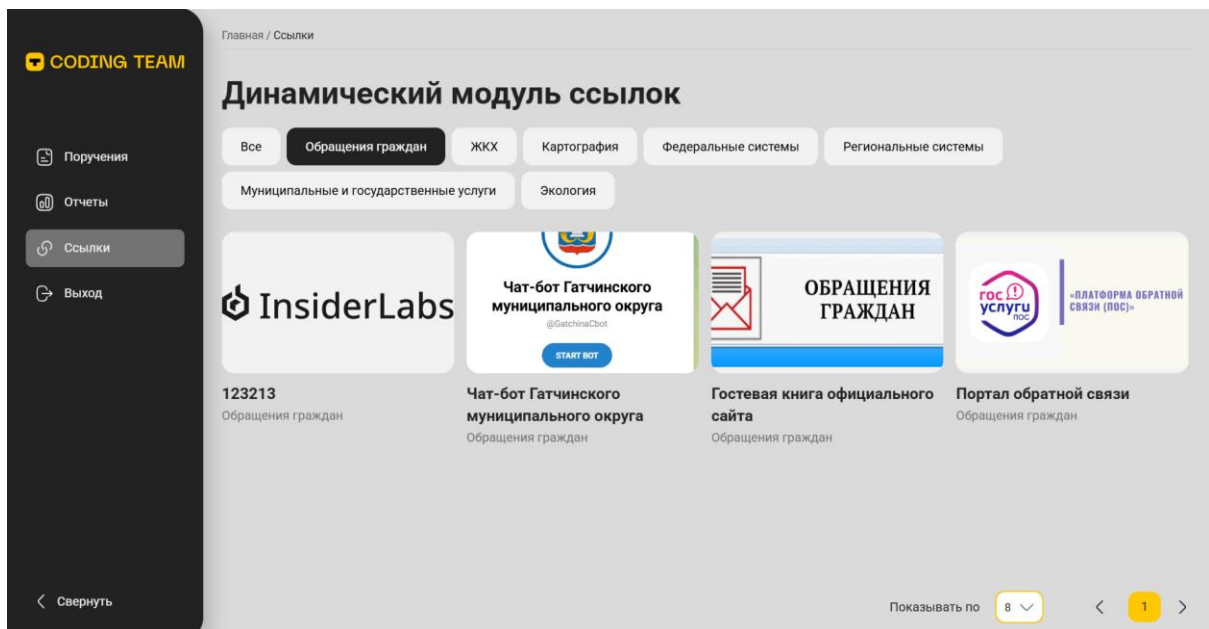 CODING TEAM
Поручения
Отчеты
Ссылки
Выход
Свернуть
Главная / Ссылки
Динамический модуль ссылок
Все
Обращения граждан
ЖКХ
Картография
Федеральные системы
Региональные системы
Муниципальные и государственные услуги
Экология
InsiderLabs
123213
Обращения граждан
Чат-бот Гатчинского
муниципального округа
@GatchinaCbot
START BOT
Чат-бот Гатчинского
муниципального округа
Обращения граждан
ОБРАЩЕНИЯ
ГРАЖДАН
Гостевая книга официального
сайта
Обращения граждан
гос
услуги
пос
«ПЛАТФОРМА ОБРАТНОЙ
СВЯЗИ (ПОС)»
Портал обратной связи
Обращения граждан
Показывать по
8
1